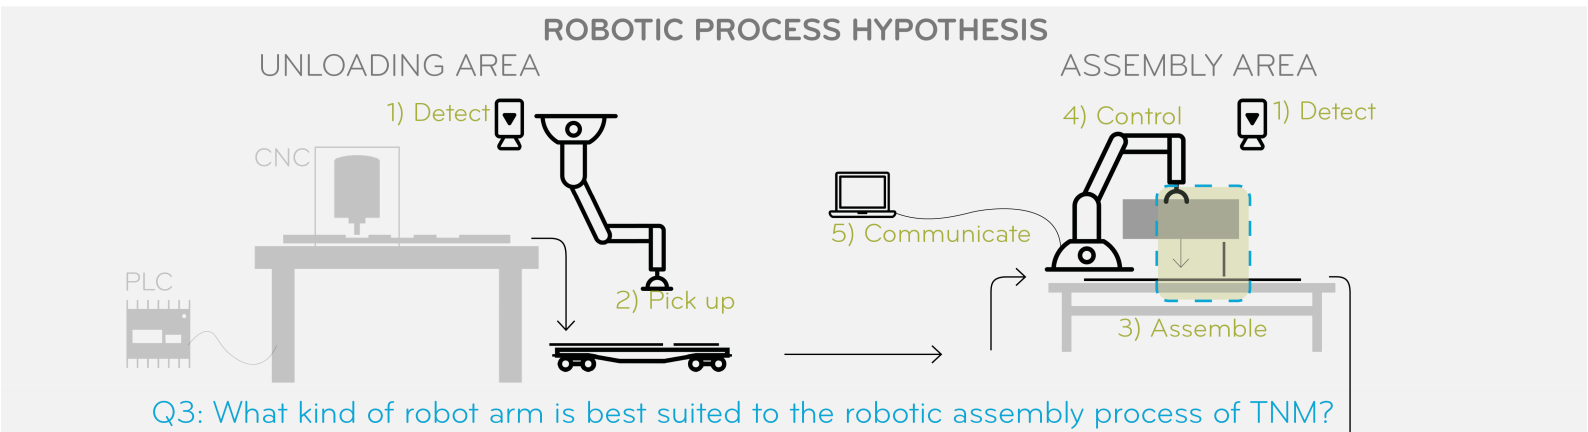 ROBOTIC PROCESS HYPOTHESIS
UNLOADING AREA
ASSEMBLY AREA
1) Detect
4) Control
1) Detect
CNC
5) Communicate
PLC
2) Pick up
3) Assemble
Q3: What kind of robot arm is best suited to the robotic assembly process of TNM?